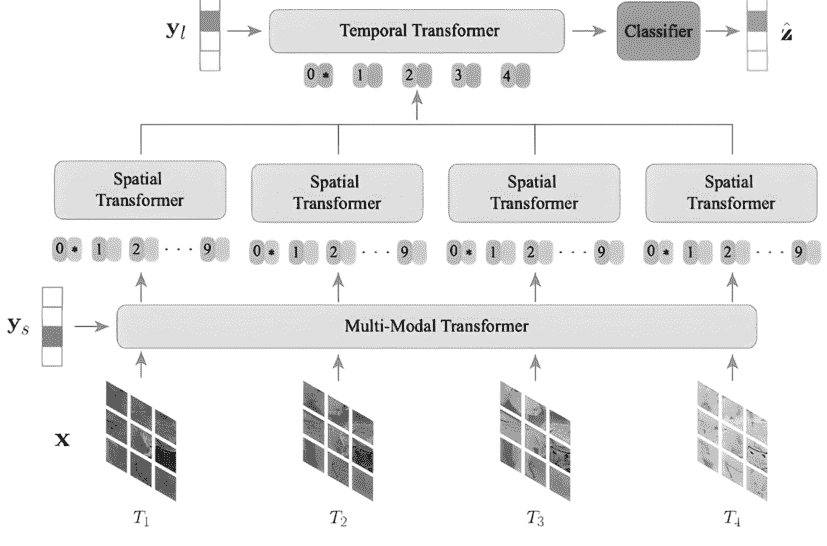 y_l Temporal Transformer Classifier ẑ
0 * 1 2 3 4
Spatial Transformer Spatial Transformer Spatial Transformer Spatial Transformer
0 * 1 2 · · · 9 0 * 1 2 · · · 9 0 * 1 2 · · · 9 0 * 1 2 · · · 9
y_s Multi-Modal Transformer
x
T_1 T_2 T_3 T_4